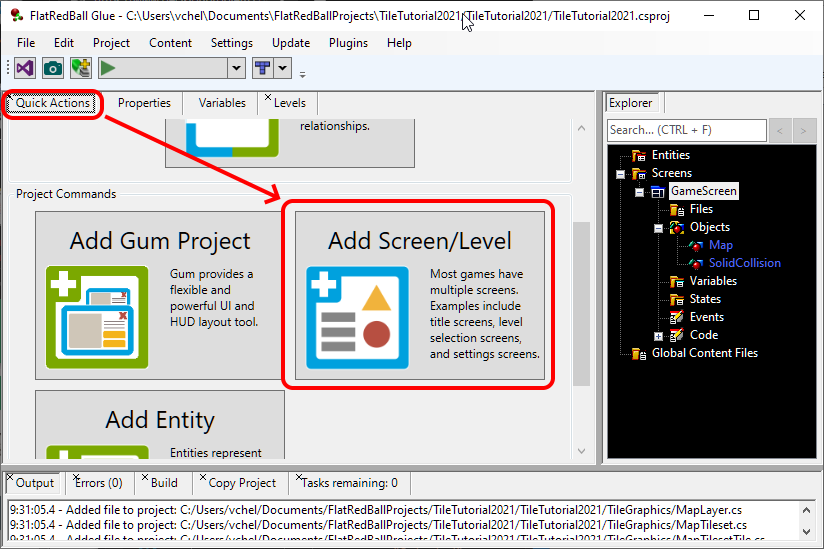 FlatRedBall Glue - C:\Users\vchel\Documents\FlatRedBallProjects\TileTutorial2021\TileTutorial2021/TileTutorial2021.csproj
File Edit Project Content Settings Update Plugins Help
Quick Actions Properties Variables Levels
relationships.
Project Commands
Add Gum Project
Gum provides a
flexible and
powerful UI and
HUD layout tool.
Add Screen/Level
Most games have
multiple screens.
Examples include
title screens, level
selection screens,
and settings screens.
Add Entity
Entities represent
Explorer
Search... (CTRL + F) < >
Entities
Screens
GameScreen
Files
Objects
Map
SolidCollision
Variables
States
Events
Code
Global Content Files
Output Errors (0) Build Copy Project Tasks remaining: 0
9:31:05.4 - Added file to project: C:/Users/vchel/Documents/FlatRedBallProjects/TileTutorial2021/TileTutorial2021/TileGraphics/MapLayer.cs
9:31:05.4 - Added file to project: C:/Users/vchel/Documents/FlatRedBallProjects/TileTutorial2021/TileTutorial2021/TileGraphics/MapTileset.cs
9:31:05.4 - Added file to project: C:/Users/vchel/Documents/FlatRedBallProjects/TileTutorial2021/TileTutorial2021/TileGraphics/MapTilesetTile.cs